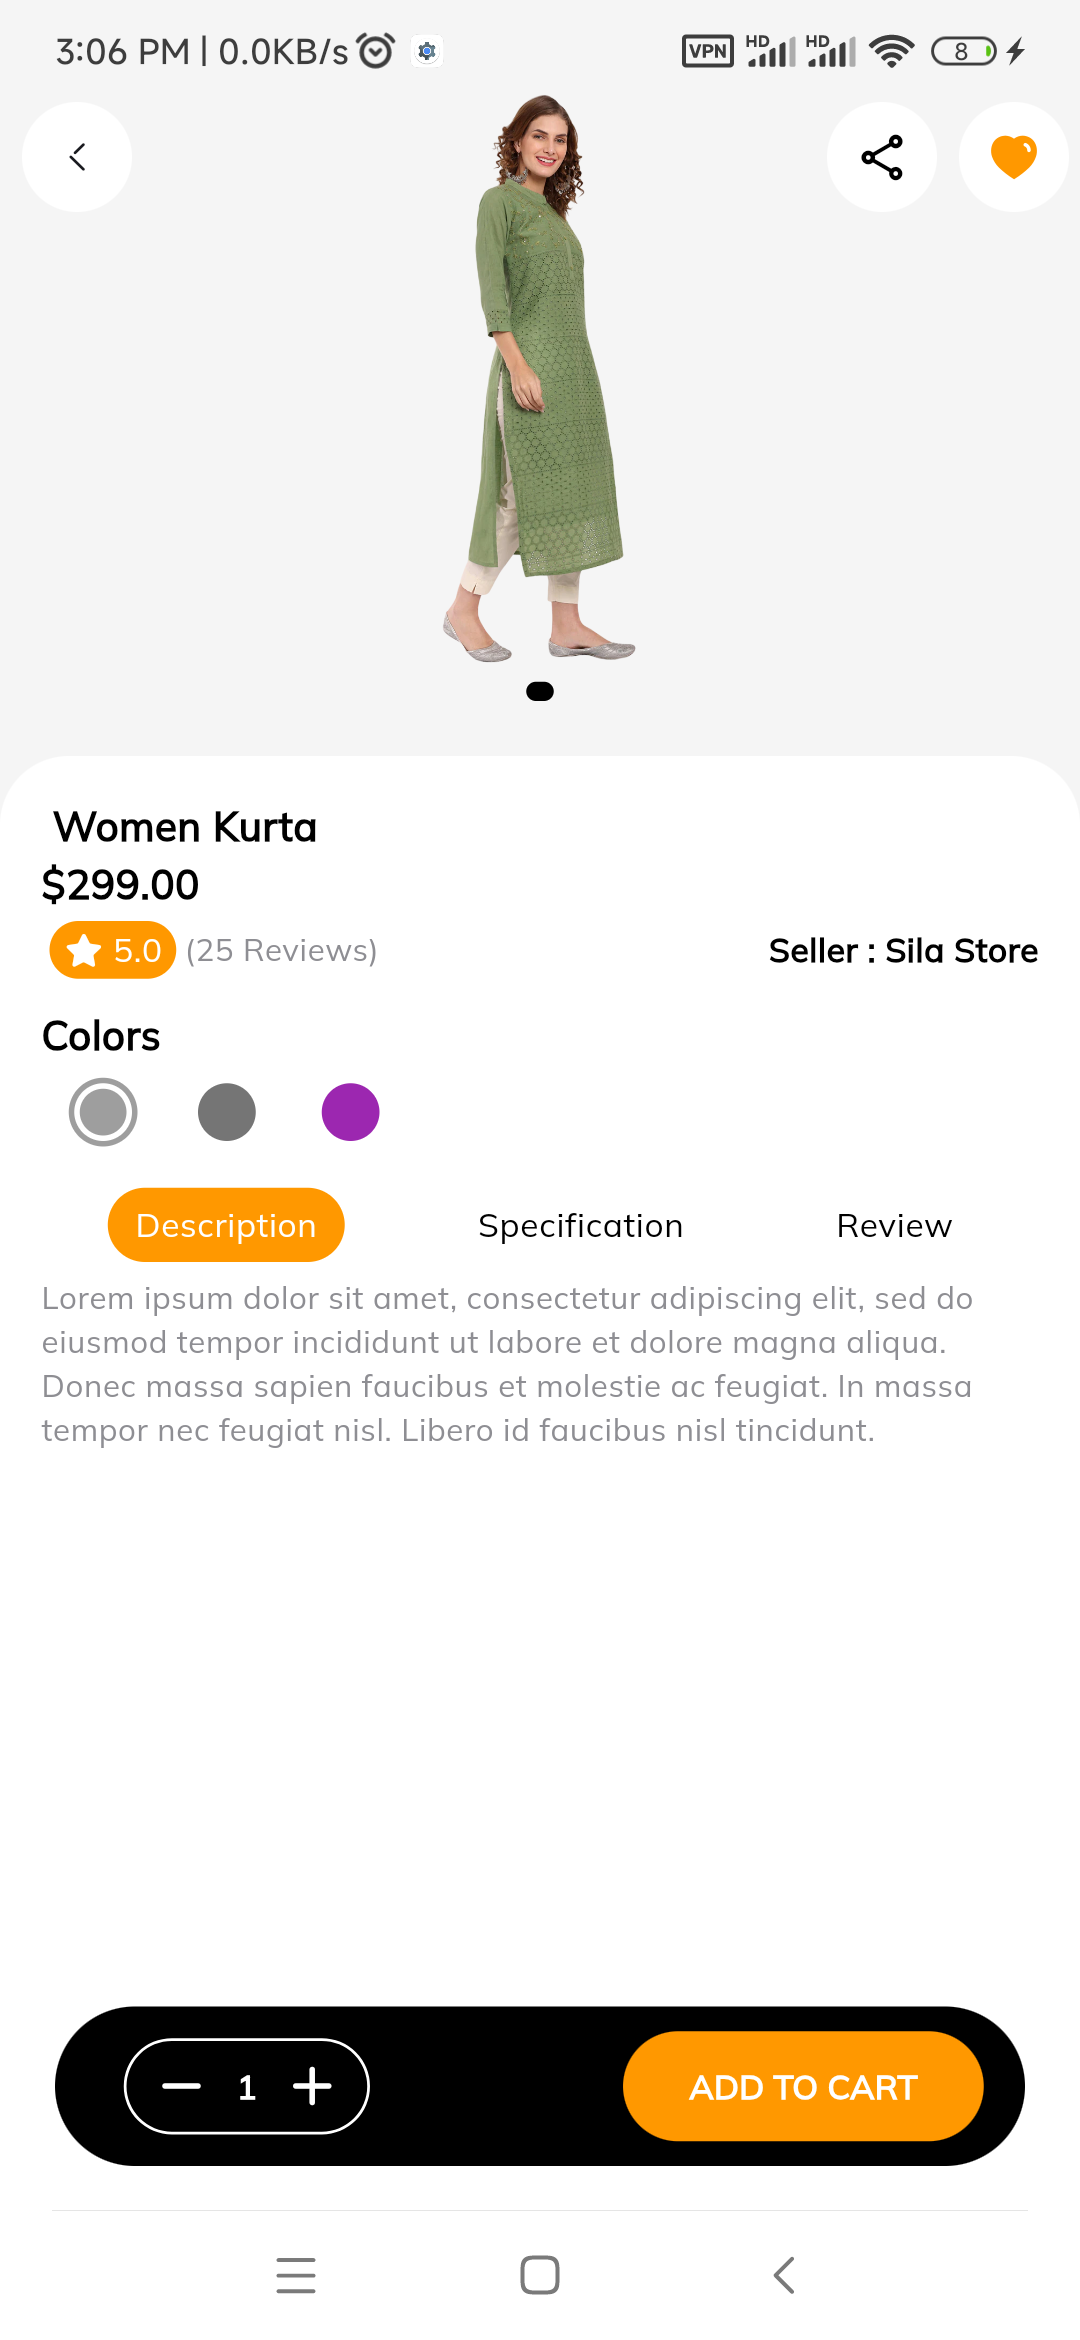 3:06 PM | 0.0KB/s VPN HD HD 8
Women Kurta
$299.00
5.0 (25 Reviews) Seller : Sila Store
Colors
Description Specification Review
Lorem ipsum dolor sit amet, consectetur adipiscing elit, sed do
eiusmod tempor incididunt ut labore et dolore magna aliqua.
Donec massa sapien faucibus et molestie ac feugiat. In massa
tempor nec feugiat nisl. Libero id faucibus nisl tincidunt.
1 ADD TO CART